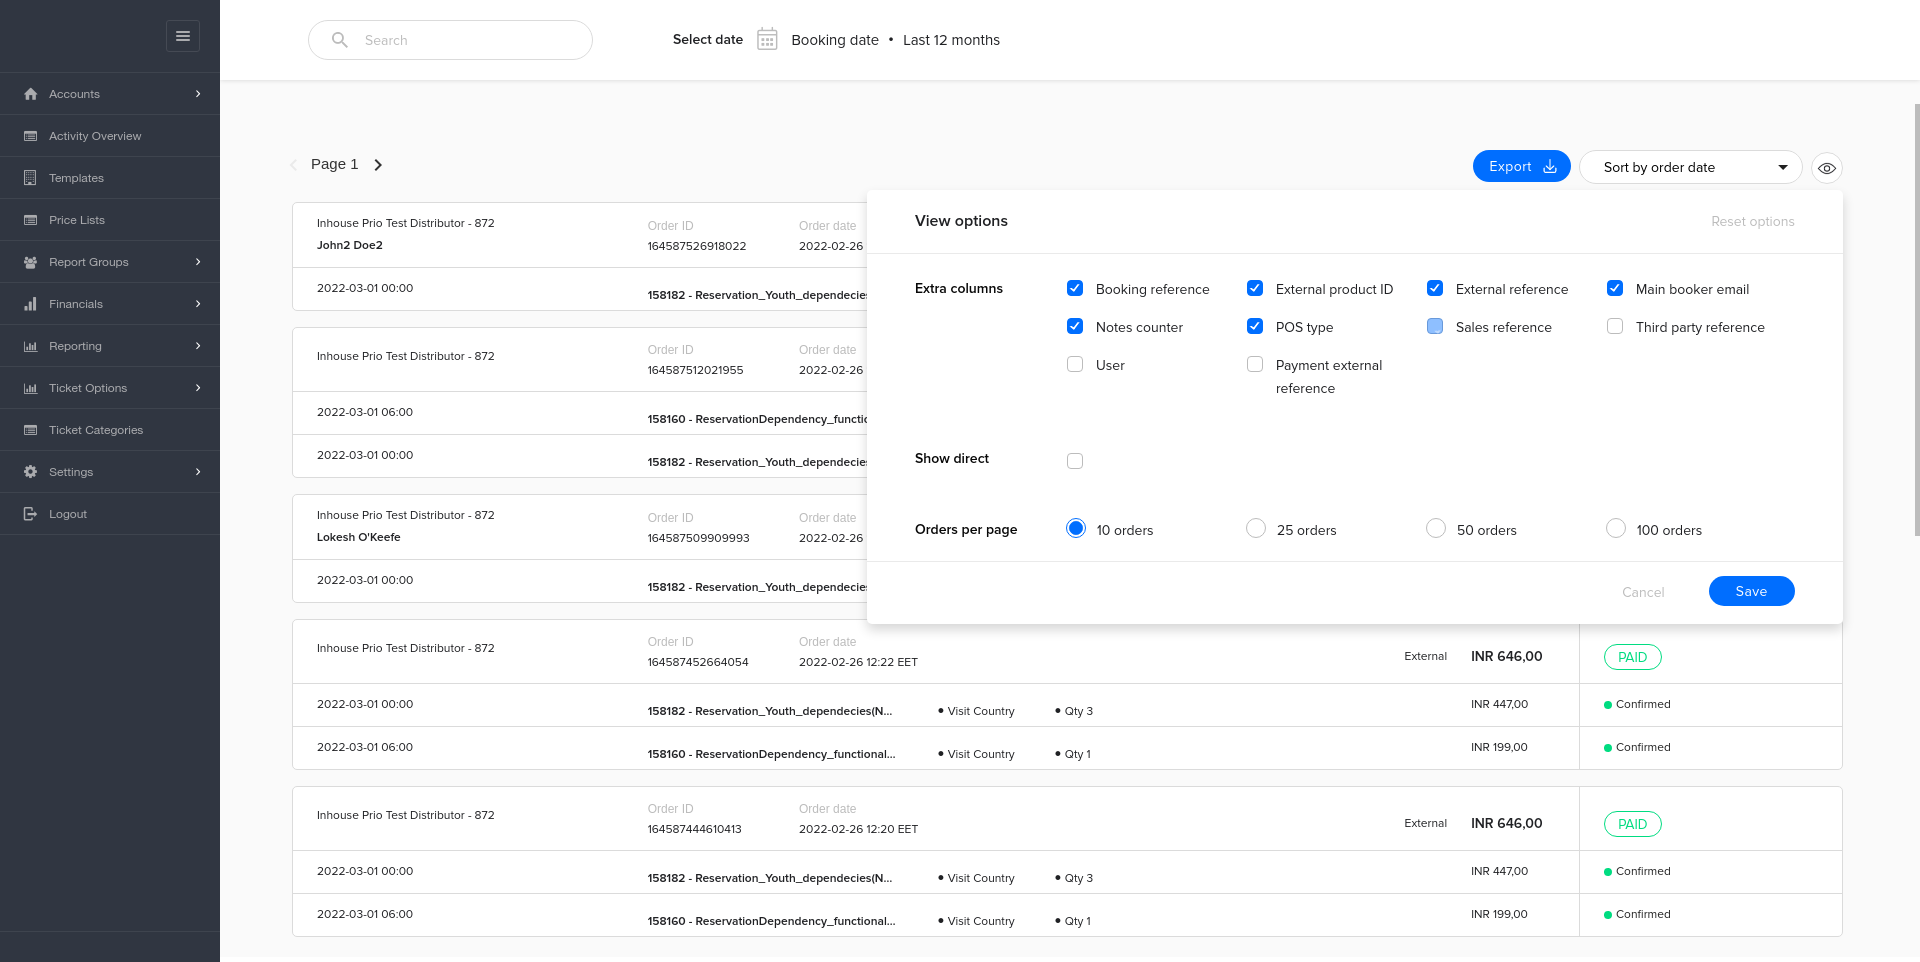 Search
Select date Booking date • Last 12 months
Accounts
Activity Overview
Templates
Price Lists
Report Groups
Financials
Reporting
Ticket Options
Ticket Categories
Settings
Logout
Page 1
Export
Sort by order date
Inhouse Prio Test Distributor - 872
John2 Doe2
Order ID
164587526918022
Order date
2022-02-26
2022-03-01 00:00
158182 - Reservation_Youth_dependecies
Inhouse Prio Test Distributor - 872
Order ID
164587512021955
Order date
2022-02-26
2022-03-01 06:00
158160 - ReservationDependency_functio
2022-03-01 00:00
158182 - Reservation_Youth_dependecies
Inhouse Prio Test Distributor - 872
Lokesh O'Keefe
Order ID
164587509909993
Order date
2022-02-26
2022-03-01 00:00
158182 - Reservation_Youth_dependecies
View options
Reset options
Extra columns
Booking reference
External product ID
External reference
Main booker email
Notes counter
POS type
Sales reference
Third party reference
User
Payment external
reference
Show direct
Orders per page
10 orders
25 orders
50 orders
100 orders
Cancel
Save
Inhouse Prio Test Distributor - 872
Order ID
164587452664054
Order date
2022-02-26 12:22 EET
External
INR 646,00
PAID
2022-03-01 00:00
158182 - Reservation_Youth_dependecies(N...
• Visit Country
• Qty 3
INR 447,00
Confirmed
2022-03-01 06:00
158160 - ReservationDependency_functional...
• Visit Country
• Qty 1
INR 199,00
Confirmed
Inhouse Prio Test Distributor - 872
Order ID
164587444610413
Order date
2022-02-26 12:20 EET
External
INR 646,00
PAID
2022-03-01 00:00
158182 - Reservation_Youth_dependecies(N...
• Visit Country
• Qty 3
INR 447,00
Confirmed
2022-03-01 06:00
158160 - ReservationDependency_functional...
• Visit Country
• Qty 1
INR 199,00
Confirmed